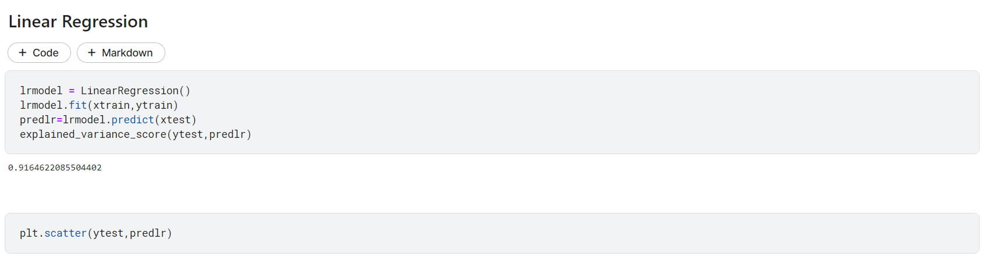 Linear Regression
+ Code + Markdown
lrmodel = LinearRegression()
lrmodel.fit(xtrain,ytrain)
predlr=lrmodel.predict(xtest)
explained_variance_score(ytest,predlr)
0.9164622085504402
plt.scatter(ytest,predlr)